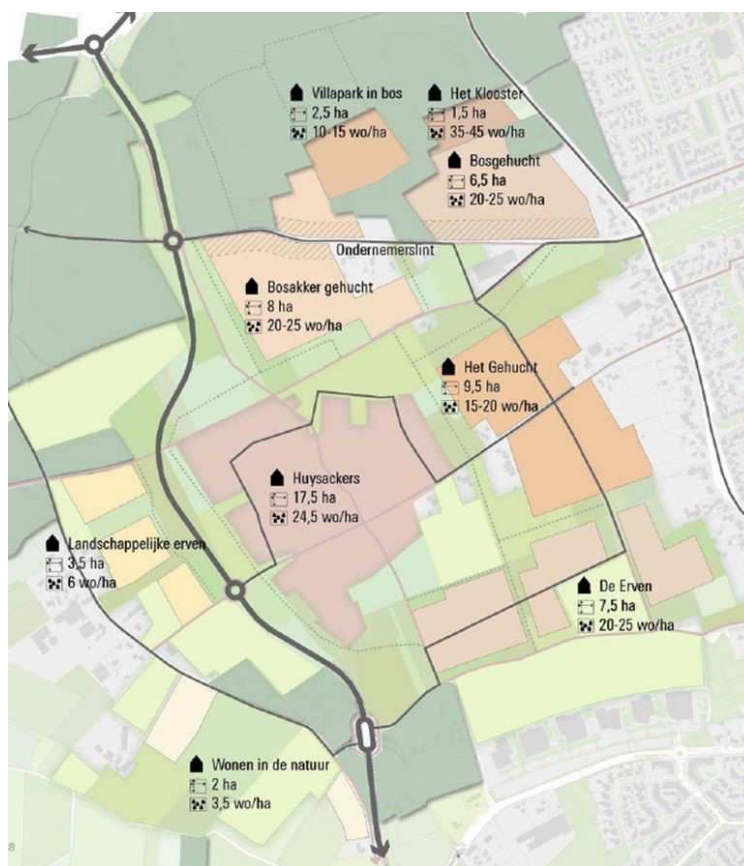 Villapark in bos
2,5 ha
10-15 wo/ha
Het Klooster
1,5 ha
35-45 wo/ha
Bosgehucht
6,5 ha
20-25 wo/ha
Ondernemerslint
Bosakker gehucht
8 ha
20-25 wo/ha
Het Gehucht
9,5 ha
15-20 wo/ha
Huysackers
17,5 ha
24,5 wo/ha
Landschappelijke erven
3,5 ha
6 wo/ha
De Erven
7,5 ha
20-25 wo/ha
Wonen in de natuur
2 ha
3,5 wo/ha
8